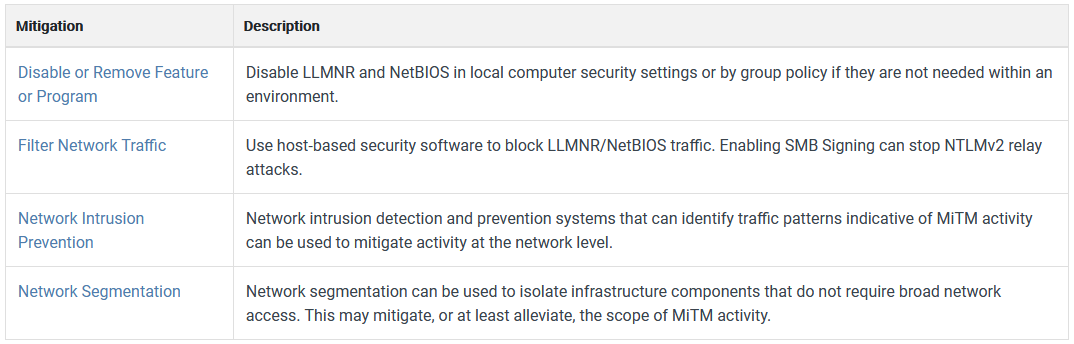 Mitigation Description
Disable or Remove Feature
or Program
Disable LLMNR and NetBIOS in local computer security settings or by group policy if they are not needed within an
environment.
Filter Network Traffic
Use host-based security software to block LLMNR/NetBIOS traffic. Enabling SMB Signing can stop NTLMv2 relay
attacks.
Network Intrusion
Prevention
Network intrusion detection and prevention systems that can identify traffic patterns indicative of MiTM activity
can be used to mitigate activity at the network level.
Network Segmentation
Network segmentation can be used to isolate infrastructure components that do not require broad network
access. This may mitigate, or at least alleviate, the scope of MiTM activity.